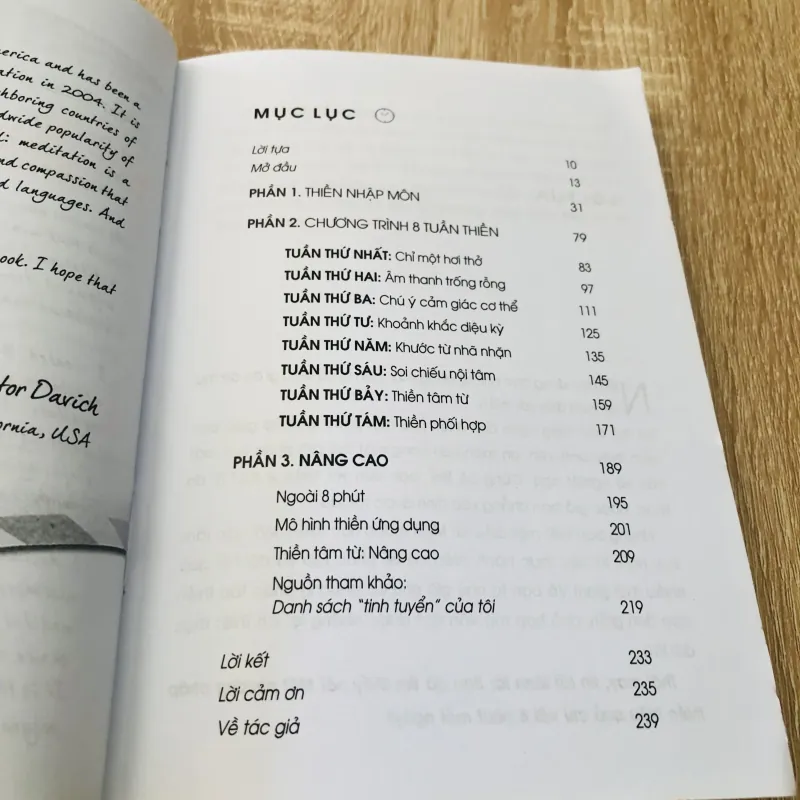 erica and has been a
ation in 2004. It is
hboring countries of
dwide popularity of
d: meditation is a
nd compassion that
d languages. And
ook. I hope that
tor Davich
ornia, USA
MỤC LỤC
Lời tựa 10
Mở đầu 13
PHẦN 1. THIỀN NHẬP MÔN 31
PHẦN 2. CHƯƠNG TRÌNH 8 TUẦN THIỀN 79
TUẦN THỨ NHẤT: Chỉ một hơi thở 83
TUẦN THỨ HAI: Âm thanh trống rỗng 97
TUẦN THỨ BA: Chú ý cảm giác cơ thể 111
TUẦN THỨ TƯ: Khoảnh khắc diệu kỳ 125
TUẦN THỨ NĂM: Khước từ nhã nhặn 135
TUẦN THỨ SÁU: Soi chiếu nội tâm 145
TUẦN THỨ BẢY: Thiền tâm từ 159
TUẦN THỨ TÁM: Thiền phối hợp 171
PHẦN 3. NÂNG CAO 189
Ngoài 8 phút 195
Mô hình thiền ứng dụng 201
Thiền tâm từ: Nâng cao 209
Nguồn tham khảo:
Danh sách "tinh tuyển" của tôi 219
Lời kết 233
Lời cảm ơn 235
Về tác giả 239